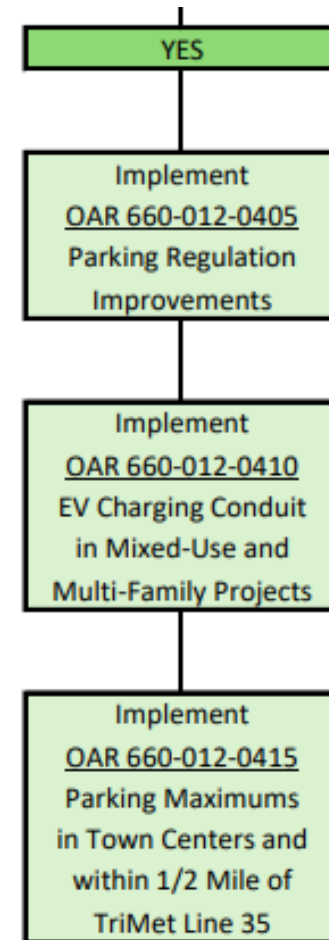 YES
Implement
OAR 660-012-0405
Parking Regulation
Improvements
Implement
OAR 660-012-0410
EV Charging Conduit
in Mixed-Use and
Multi-Family Projects
Implement
OAR 660-012-0415
Parking Maximums
in Town Centers and
within 1/2 Mile of
TriMet Line 35